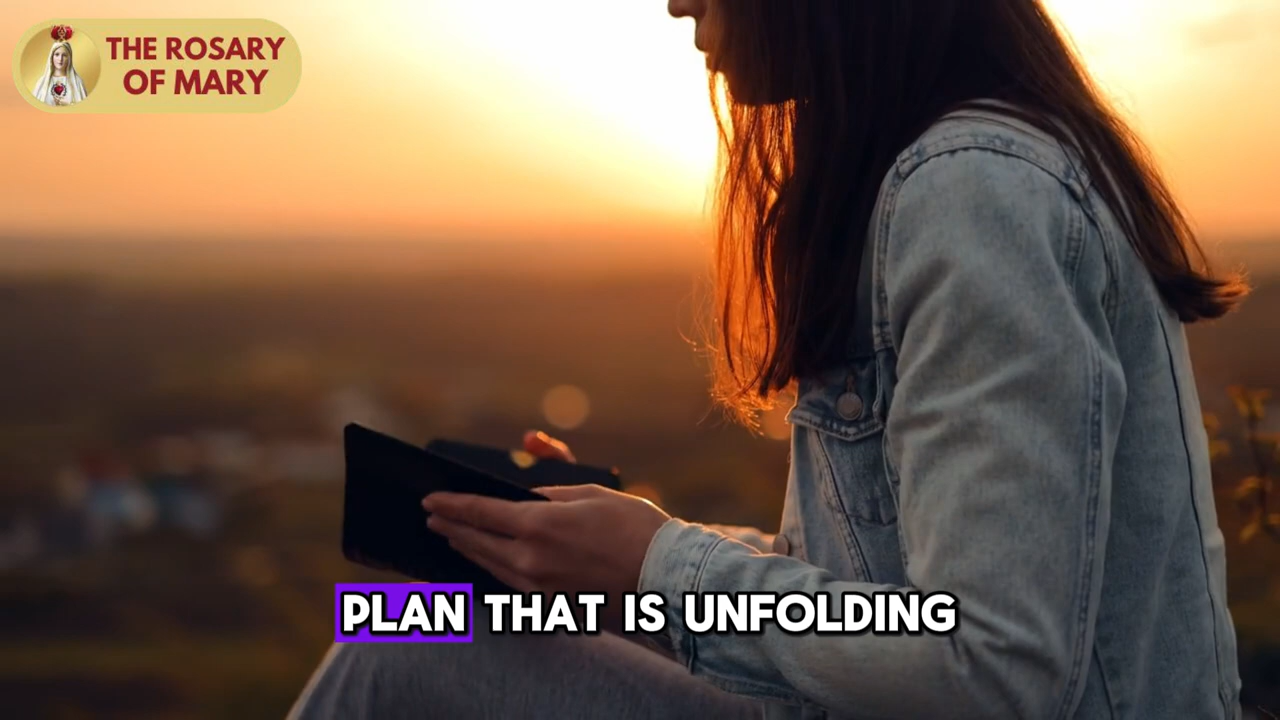 THE ROSARY
OF MARY
PLAN THAT IS UNFOLDING